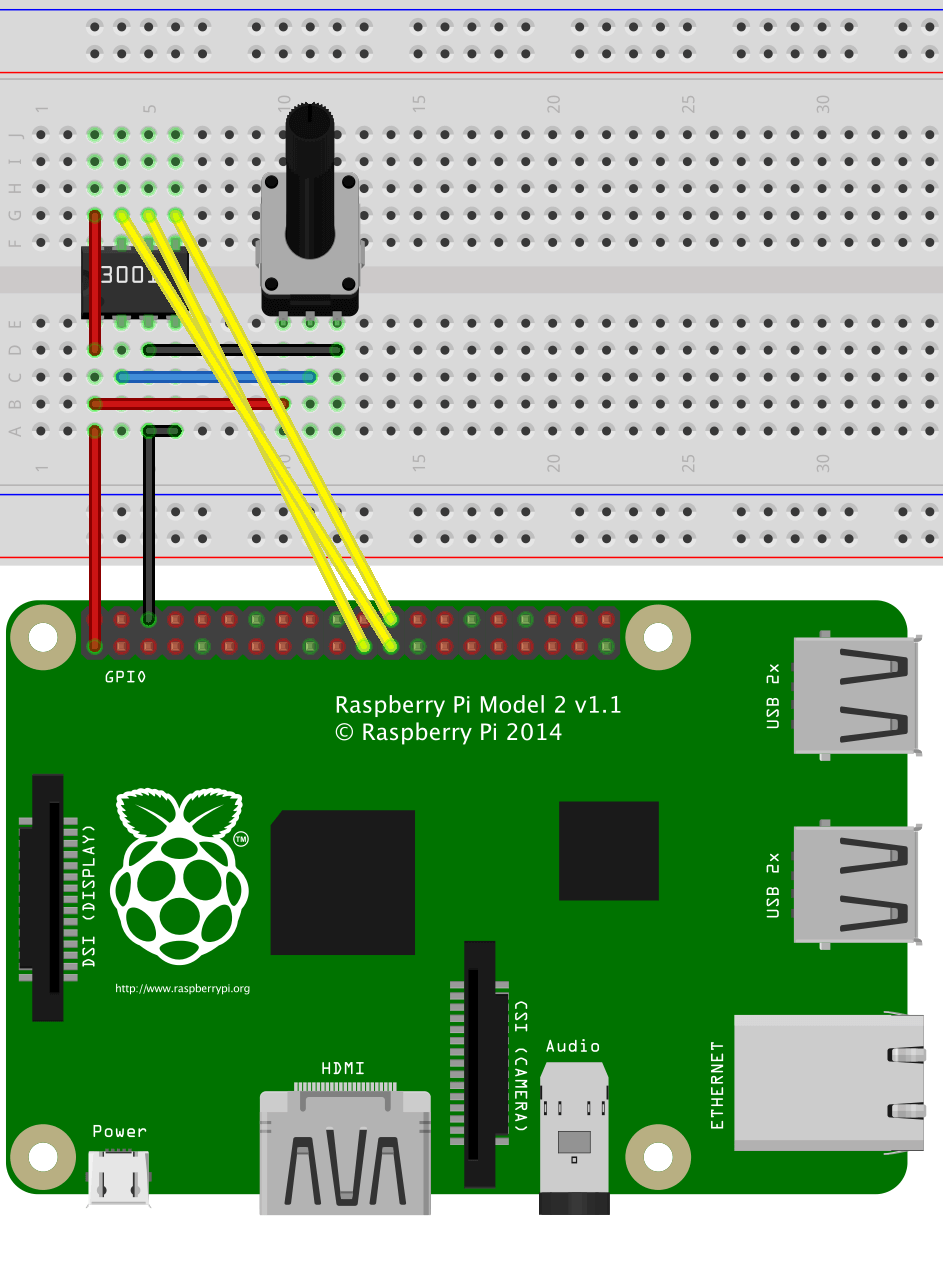 1 5 10 15 20 25 30
J
I
H
G
F
3001
E
D
C
B
A
1 10 15 20 25 30
GPIO
Raspberry Pi Model 2 v1.1
© Raspberry Pi 2014
USB 2x
TM
DSI (DISPLAY)
USB 2x
http://www.raspberrypi.org
CSI (CAMERA)
Audio
ETHERNET
HDMI
Power